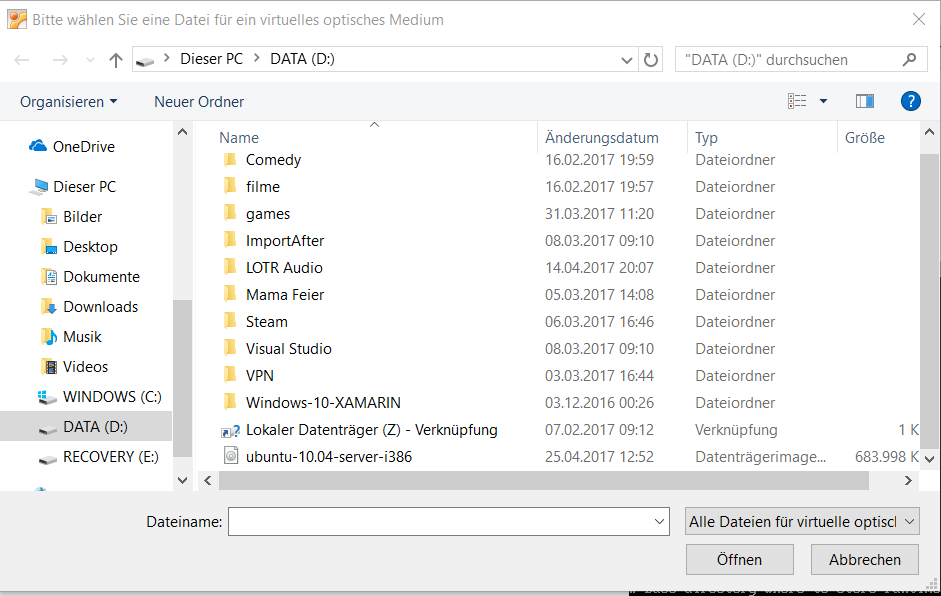 Bitte wählen Sie eine Datei für ein virtuelles optisches Medium
Dieser PC > DATA (D:)
"DATA (D:)" durchsuchen
Organisieren
Neuer Ordner
?
OneDrive
Dieser PC
Bilder
Desktop
Dokumente
Downloads
Musik
Videos
WINDOWS (C:)
DATA (D:)
RECOVERY (E:)
Name Änderungsdatum Typ Größe
Comedy 16.02.2017 19:59 Dateiordner
filme 16.02.2017 19:57 Dateiordner
games 31.03.2017 11:20 Dateiordner
ImportAfter 08.03.2017 09:10 Dateiordner
LOTR Audio 14.04.2017 20:07 Dateiordner
Mama Feier 05.03.2017 14:08 Dateiordner
Steam 06.03.2017 16:46 Dateiordner
Visual Studio 08.03.2017 09:10 Dateiordner
VPN 03.03.2017 16:44 Dateiordner
Windows-10-XAMARIN 03.12.2016 00:26 Dateiordner
Lokaler Datenträger (Z) - Verknüpfung 07.02.2017 09:12 Verknüpfung 1 K
ubuntu-10.04-server-i386 25.04.2017 12:52 Datenträgerimage... 683.998 K
Dateiname:
Alle Dateien für virtuelle optisch
Öffnen
Abbrechen